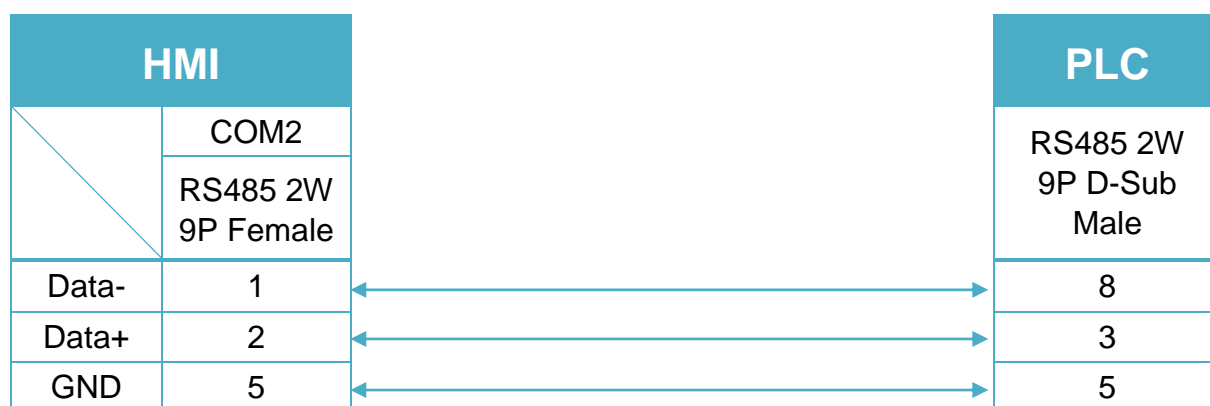 HMI
PLC
COM2
RS485 2W
9P Female
RS485 2W
9P D-Sub
Male
Data- 1 8
Data+ 2 3
GND 5 5